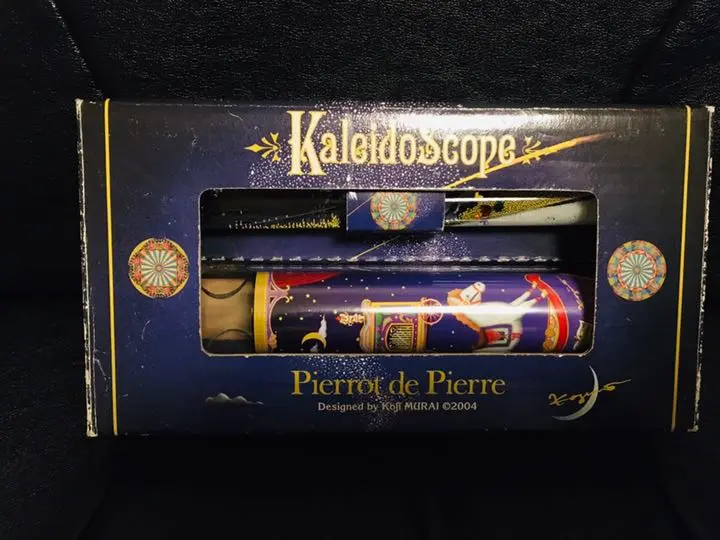 KaleidoScope
Pierrot de Pierre
Designed by Koji MURAI ©2004